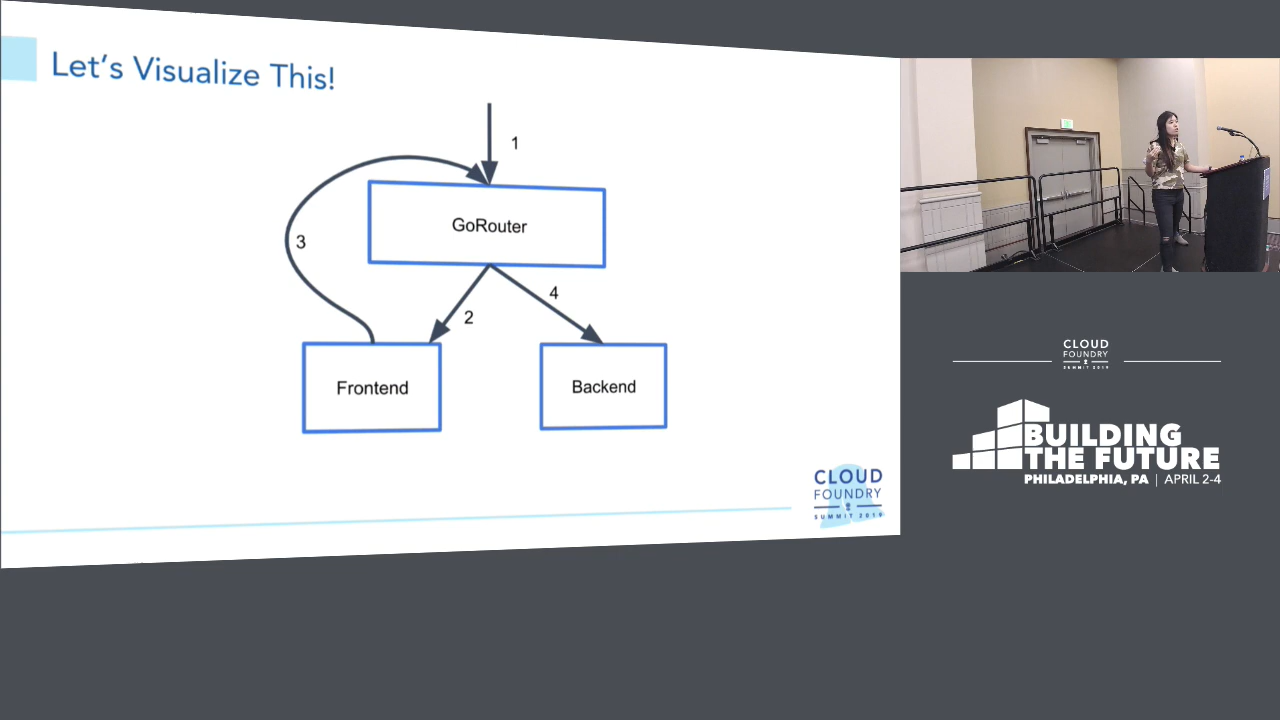 Let's Visualize This!
1
GoRouter
3
2
4
Frontend
Backend
CLOUD
FOUNDRY
SUMMIT 2019
CLOUD
FOUNDRY
SUMMIT 2019
BUILDING
THE FUTURE
PHILADELPHIA, PA | APRIL 2-4